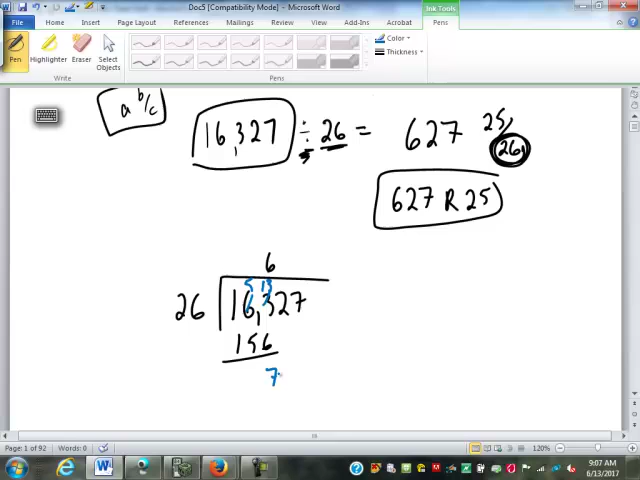 Doc5 [Compatibility Mode] - Microsoft Word
Ink Tools
File Home Insert Page Layout References Mailings Review View Add-Ins Acrobat Pens
Pen Highlighter Eraser Select Objects
Color
Thickness
Write Pens
a b/c
16,327 ÷ 26 = 627 25/26
627 R 25
6
5 13
26 16,327
156
7
Page: 1 of 92 Words: 0 120%
9:07 AM
6/13/2017